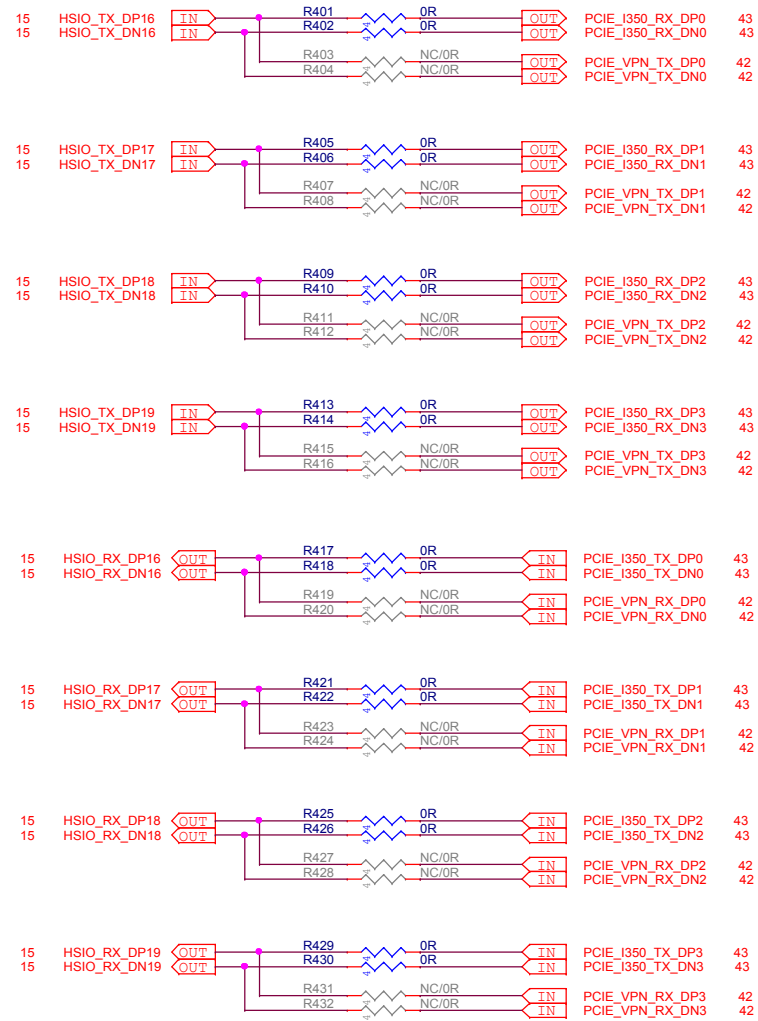 15 HSIO_TX_DP16 IN R401 0R OUT PCIE_I350_RX_DP0 43
15 HSIO_TX_DN16 IN R402 0R OUT PCIE_I350_RX_DN0 43
R403 NC/0R OUT PCIE_VPN_TX_DP0 42
R404 NC/0R OUT PCIE_VPN_TX_DN0 42
15 HSIO_TX_DP17 IN R405 0R OUT PCIE_I350_RX_DP1 43
15 HSIO_TX_DN17 IN R406 0R OUT PCIE_I350_RX_DN1 43
R407 NC/0R OUT PCIE_VPN_TX_DP1 42
R408 NC/0R OUT PCIE_VPN_TX_DN1 42
15 HSIO_TX_DP18 IN R409 0R OUT PCIE_I350_RX_DP2 43
15 HSIO_TX_DN18 IN R410 0R OUT PCIE_I350_RX_DN2 43
R411 NC/0R OUT PCIE_VPN_TX_DP2 42
R412 NC/0R OUT PCIE_VPN_TX_DN2 42
15 HSIO_TX_DP19 IN R413 0R OUT PCIE_I350_RX_DP3 43
15 HSIO_TX_DN19 IN R414 0R OUT PCIE_I350_RX_DN3 43
R415 NC/0R OUT PCIE_VPN_TX_DP3 42
R416 NC/0R OUT PCIE_VPN_TX_DN3 42
15 HSIO_RX_DP16 OUT R417 0R IN PCIE_I350_TX_DP0 43
15 HSIO_RX_DN16 OUT R418 0R IN PCIE_I350_TX_DN0 43
R419 NC/0R IN PCIE_VPN_RX_DP0 42
R420 NC/0R IN PCIE_VPN_RX_DN0 42
15 HSIO_RX_DP17 OUT R421 0R IN PCIE_I350_TX_DP1 43
15 HSIO_RX_DN17 OUT R422 0R IN PCIE_I350_TX_DN1 43
R423 NC/0R IN PCIE_VPN_RX_DP1 42
R424 NC/0R IN PCIE_VPN_RX_DN1 42
15 HSIO_RX_DP18 OUT R425 0R IN PCIE_I350_TX_DP2 43
15 HSIO_RX_DN18 OUT R426 0R IN PCIE_I350_TX_DN2 43
R427 NC/0R IN PCIE_VPN_RX_DP2 42
R428 NC/0R IN PCIE_VPN_RX_DN2 42
15 HSIO_RX_DP19 OUT R429 0R IN PCIE_I350_TX_DP3 43
15 HSIO_RX_DN19 OUT R430 0R IN PCIE_I350_TX_DN3 43
R431 NC/0R IN PCIE_VPN_RX_DP3 42
R432 NC/0R IN PCIE_VPN_RX_DN3 42